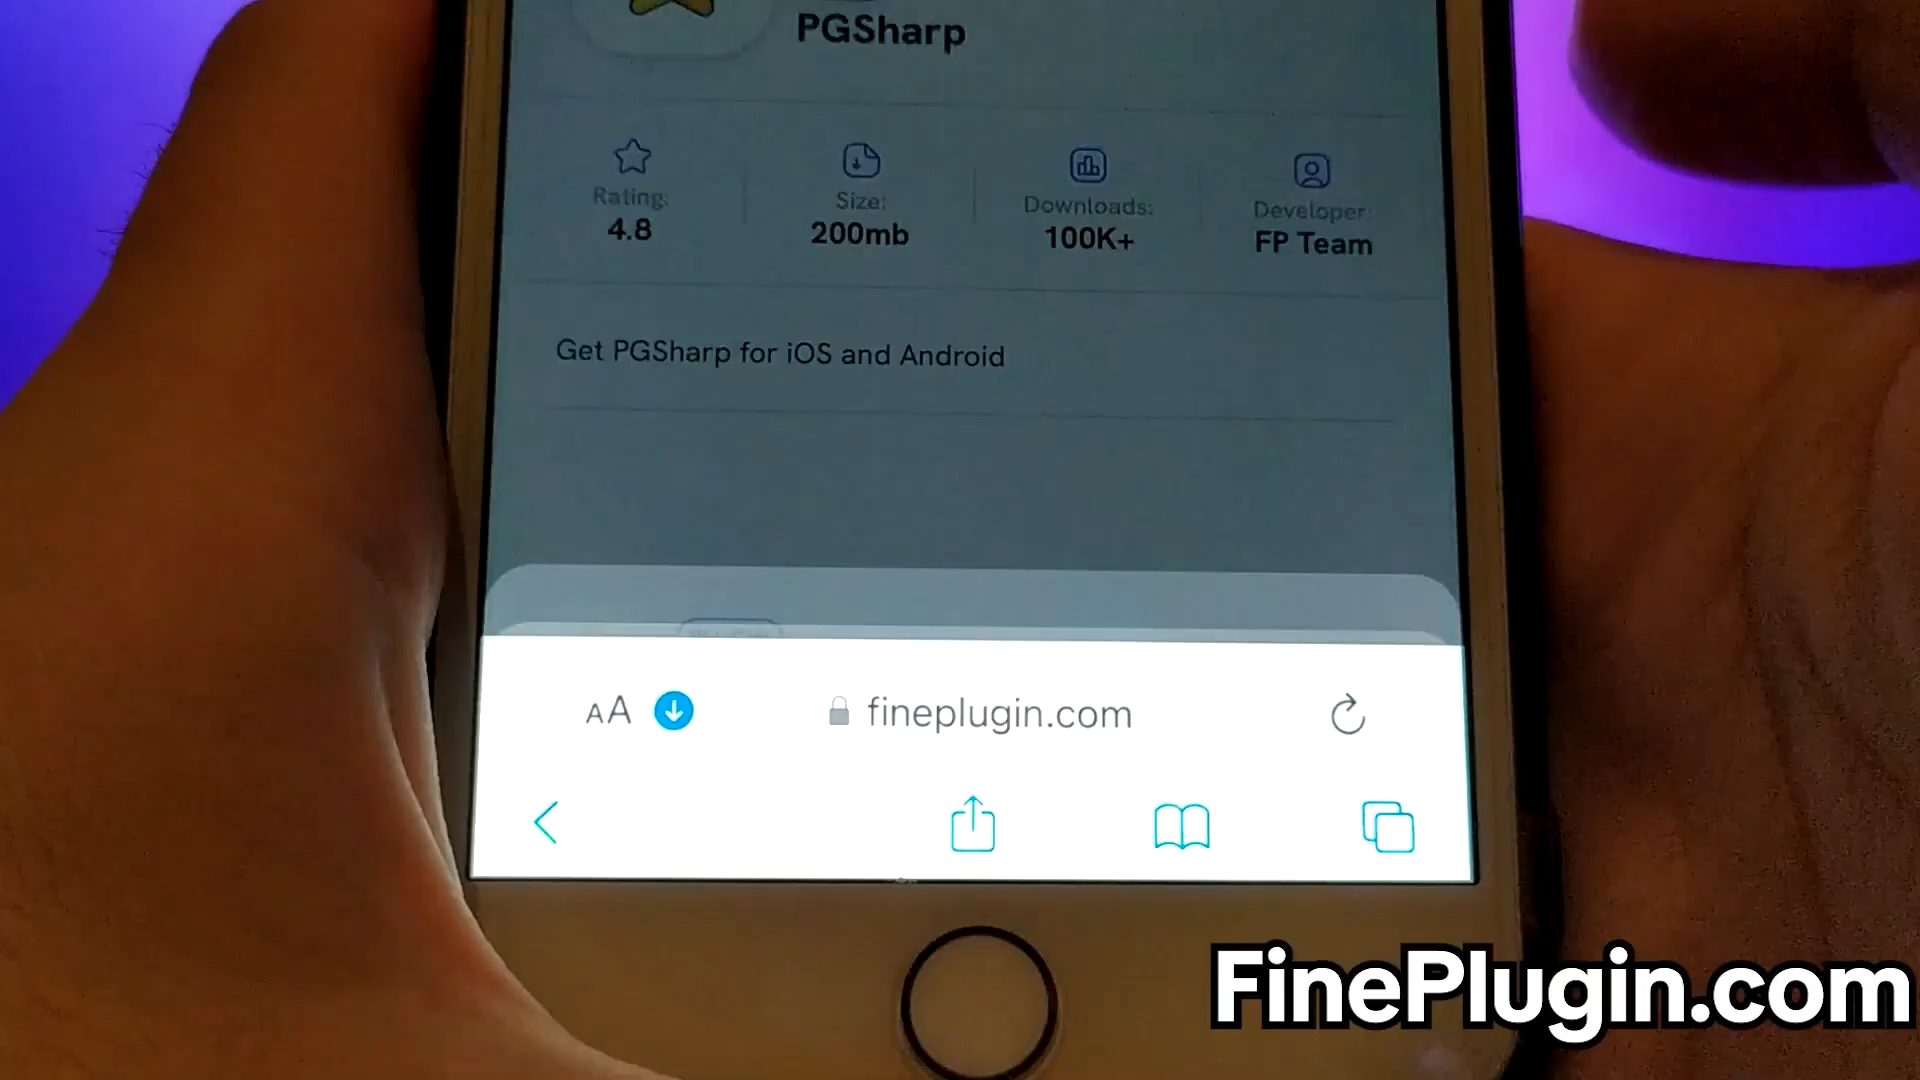 PGSharp
Rating:
4.8
Size:
200mb
Downloads:
100K+
Developer:
FP Team
Get PGSharp for iOS and Android
AA
fineplugin.com
FinePlugin.com